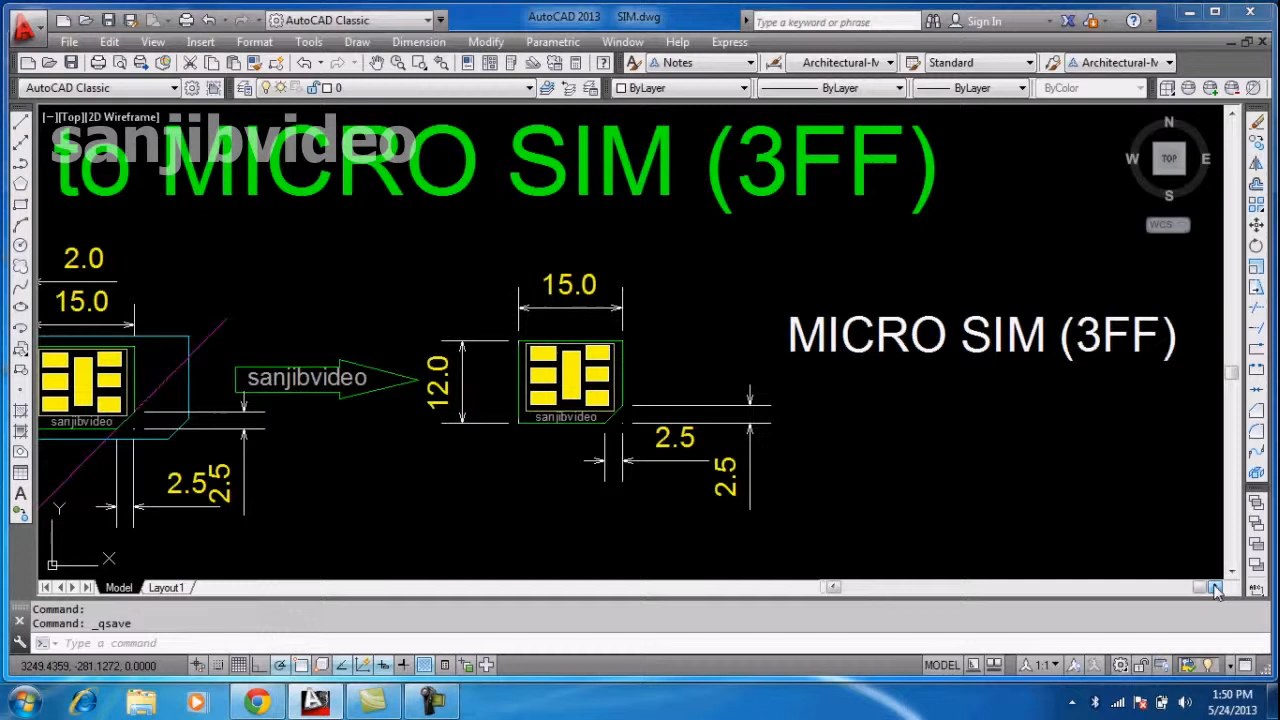 AutoCAD Classic
AutoCAD 2013 SIM.dwg
Type a keyword or phrase
Sign In
File Edit View Insert Format Tools Draw Dimension Modify Parametric Window Help Express
Notes
Architectural-M
Standard
Architectural-M
AutoCAD Classic
0
ByLayer
ByLayer
ByLayer
ByColor
[−][Top][2D Wireframe]
sanjibvideo
to MICRO SIM (3FF)
N
W TOP E
S
WCS
2.0
15.0
15.0
MICRO SIM (3FF)
sanjibvideo
12.0
sanjibvideo
sanjibvideo
2.5
2.5
2.5
2.5
Y
X
Model Layout1
Command:
Command: _qsave
Type a command
3249.4359, -281.1272, 0.0000
MODEL
1:1
1:50 PM
5/24/2013